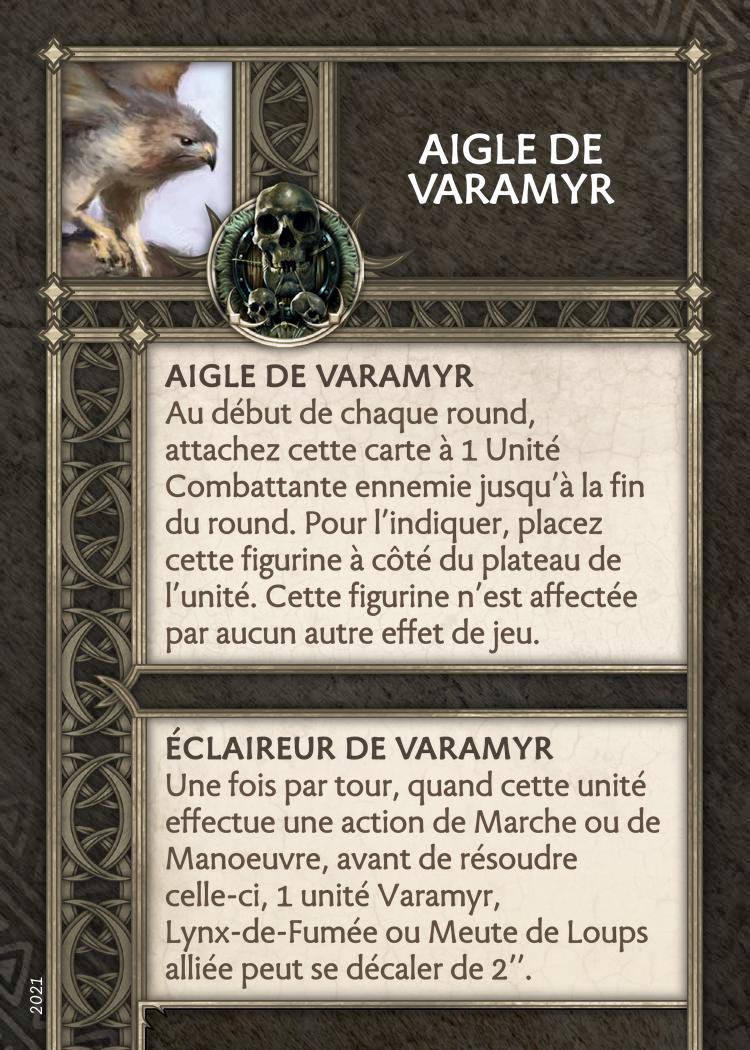 AIGLE DE
VARAMYR
AIGLE DE VARAMYR
Au début de chaque round,
attachez cette carte à 1 Unité
Combattante ennemie jusqu'à la fin
du round. Pour l'indiquer, placez
cette figurine à côté du plateau de
l'unité. Cette figurine n'est affectée
par aucun autre effet de jeu.
ÉCLAIREUR DE VARAMYR
Une fois par tour, quand cette unité
effectue une action de Marche ou de
Manoeuvre, avant de résoudre
celle-ci, 1 unité Varamyr,
Lynx-de-Fumée ou Meute de Loups
alliée peut se décaler de 2’’.
2021